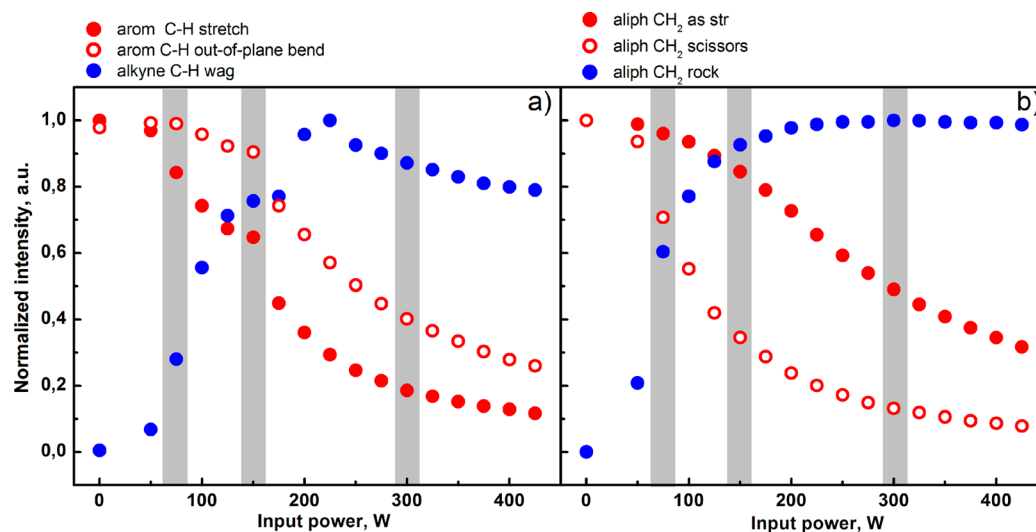 arom C-H stretch
arom C-H out-of-plane bend
alkyne C-H wag
aliph CH2 as str
aliph CH2 scissors
aliph CH2 rock
a)
b)
Normalized intensity, a.u.
1,0
0,8
0,6
0,4
0,2
0,0
0 100 200 300 400
0 100 200 300 400
Input power, W
Input power, W